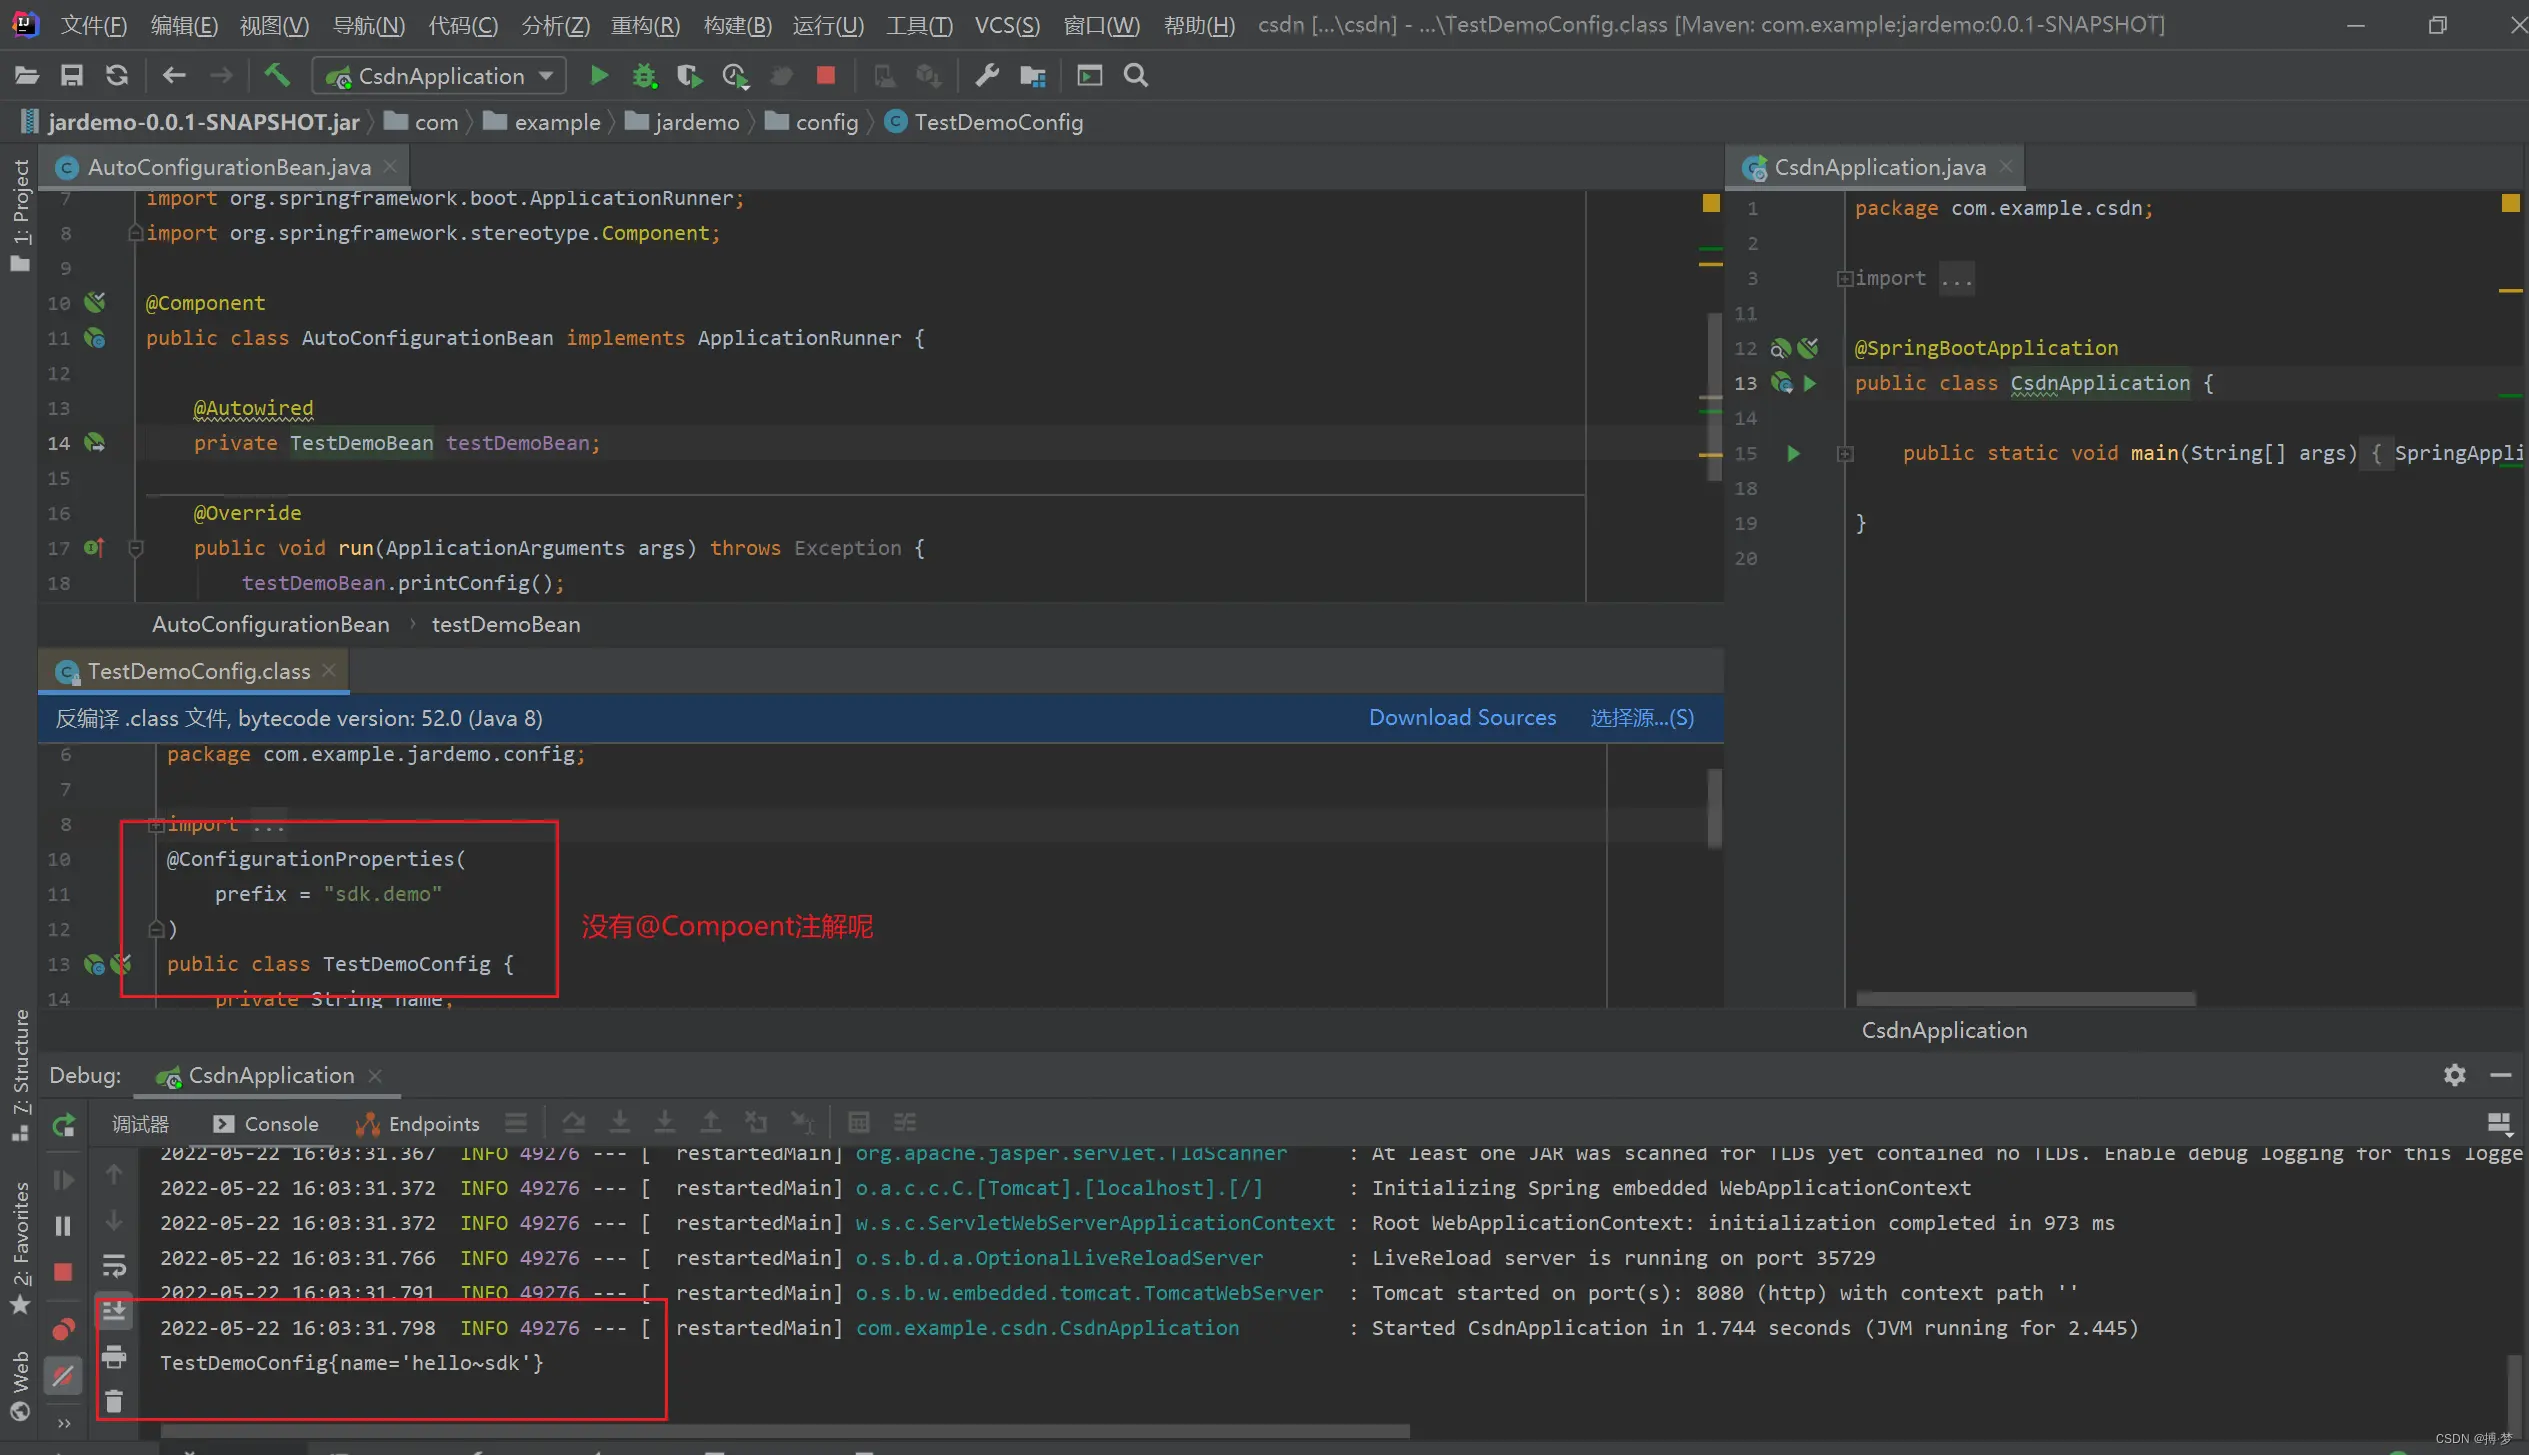 文件(F) 编辑(E) 视图(V) 导航(N) 代码(C) 分析(Z) 重构(R) 构建(B) 运行(U) 工具(T) VCS(S) 窗口(W) 帮助(H) csdn [...\csdn] - ...\TestDemoConfig.class [Maven: com.example:jardemo:0.0.1-SNAPSHOT]
CsdnApplication
jardemo-0.0.1-SNAPSHOT.jar com example jardemo config TestDemoConfig
1: Project
7: Structure
2: Favorites
Web
AutoConfigurationBean.java
7 import org.springframework.boot.ApplicationRunner;
8 import org.springframework.stereotype.Component;
9
10 @Component
11 public class AutoConfigurationBean implements ApplicationRunner {
12
13 @Autowired
14 private TestDemoBean testDemoBean;
15
16 @Override
17 public void run(ApplicationArguments args) throws Exception {
18 testDemoBean.printConfig();
AutoConfigurationBean › testDemoBean
CsdnApplication.java
1 package com.example.csdn;
2
3 import ...
11
12 @SpringBootApplication
13 public class CsdnApplication {
14
15 public static void main(String[] args) { SpringAppli
18
19 }
20
CsdnApplication
TestDemoConfig.class
反编译 .class 文件, bytecode version: 52.0 (Java 8) Download Sources 选择源...(S)
6 package com.example.jardemo.config;
7
8 import ...
10 @ConfigurationProperties(
11 prefix = "sdk.demo"
12 )
13 public class TestDemoConfig {
14 private String name;
没有@Compoent注解呢
Debug: CsdnApplication
调试器 Console Endpoints
2022-05-22 16:03:31.367 INFO 49276 --- [ restartedMain] org.apache.jasper.servlet.TldScanner : At least one JAR was scanned for TLDs yet contained no TLDs. Enable debug logging for this logge
2022-05-22 16:03:31.372 INFO 49276 --- [ restartedMain] o.a.c.c.C.[Tomcat].[localhost].[/] : Initializing Spring embedded WebApplicationContext
2022-05-22 16:03:31.372 INFO 49276 --- [ restartedMain] w.s.c.ServletWebServerApplicationContext : Root WebApplicationContext: initialization completed in 973 ms
2022-05-22 16:03:31.766 INFO 49276 --- [ restartedMain] o.s.b.d.a.OptionalLiveReloadServer : LiveReload server is running on port 35729
2022-05-22 16:03:31.791 INFO 49276 --- [ restartedMain] o.s.b.w.embedded.tomcat.TomcatWebServer : Tomcat started on port(s): 8080 (http) with context path ''
2022-05-22 16:03:31.798 INFO 49276 --- [ restartedMain] com.example.csdn.CsdnApplication : Started CsdnApplication in 1.744 seconds (JVM running for 2.445)
TestDemoConfig{name='hello~sdk'}
CSDN @搏·梦